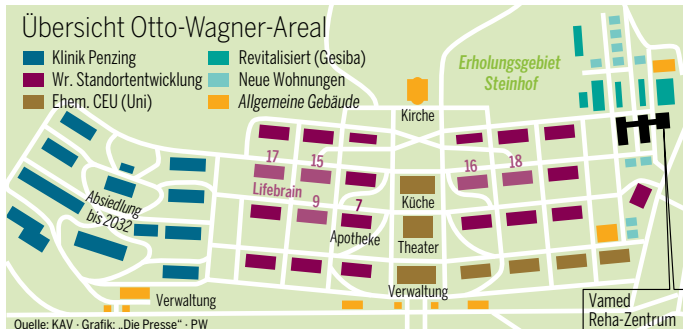 Übersicht Otto-Wagner-Areal
Klinik Penzing
Wr. Standortentwicklung
Ehem. CEU (Uni)
Revitalisiert (Gesiba)
Neue Wohnungen
Allgemeine Gebäude
Erholungsgebiet
Steinhof
Kirche
17
15
16
18
Lifebrain
9
7
Apotheke
Küche
Theater
Verwaltung
Absiedlung
bis 2032
Verwaltung
Vamed
Reha-Zentrum
Quelle: KAV · Grafik: „Die Presse“ · PW